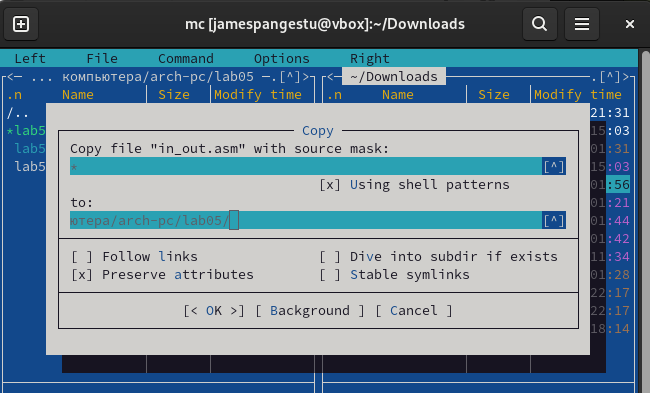 mc [jamespangestu@vbox]:~/Downloads
Left File Command Options Right
<─ ... компьютера/arch-pc/lab05 ─.[^]> <─ ~/Downloads .[^]>
.n Name Size Modify time .n Name Size Modify time
/.. 21:31
*lab5 15:03
lab5 01:31
lab5 15:03
01:56
01:21
01:44
01:42
11:34
01:28
22:17
22:17
18:14
Copy
Copy file "in_out.asm" with source mask:
* [^]
[x] Using shell patterns
to:
ютера/arch-pc/lab05/ [^]
[ ] Follow links [ ] Dive into subdir if exists
[x] Preserve attributes [ ] Stable symlinks
[< OK >] [ Background ] [ Cancel ]